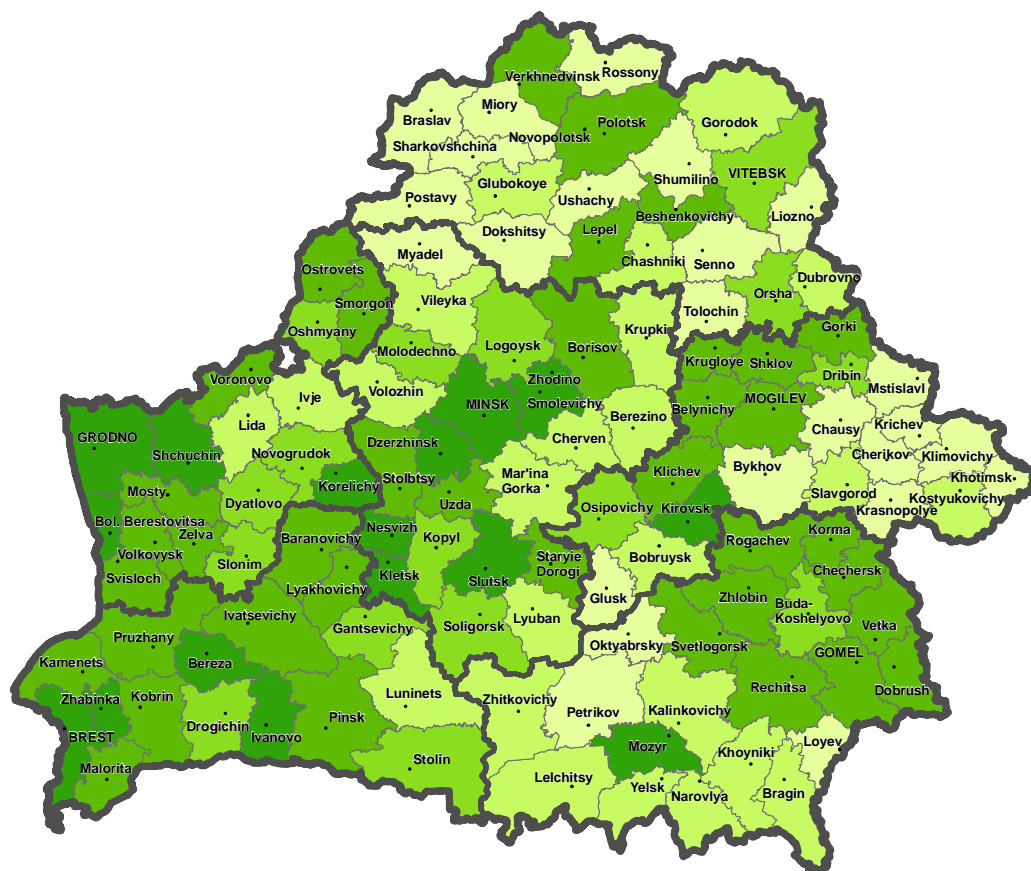 Verkhnedvinsk
Rossony
Miory
Braslav
Novopolotsk
Polotsk
Gorodok
Sharkovshchina
Glubokoye
Shumilino
VITEBSK
Postavy
Ushachy
Beshenkovichy
Liozno
Dokshitsy
Lepel
Myadel
Chashniki
Senno
Ostrovets
Dubrovno
Smorgon
Vileyka
Orsha
Oshmyany
Tolochin
Krupki
Gorki
Molodechno
Logoysk
Borisov
Krugloye
Shklov
Voronovo
Dribin
Volozhin
Zhodino
Mstislavl
Ivje
MINSK
Smolevichy
Belynichy
MOGILEV
Lida
Berezino
Chausy
Krichev
GRODNO
Dzerzhinsk
Cherven
Shchuchin
Novogrudok
Cherikov
Klimovichy
Korelichy
Stolbtsy
Mar'ina
Gorka
Klichev
Bykhov
Khotimsk
Mosty
Dyatlovo
Uzda
Slavgorod
Kostyukovichy
Krasnopolye
Bol. Berestovitsa
Zelva
Nesvizh
Osipovichy
Kirovsk
Baranovichy
Kopyl
Rogachev
Korma
Volkovysk
Slonim
Staryie
Dorogi
Bobruysk
Svisloch
Kletsk
Slutsk
Chechersk
Lyakhovichy
Glusk
Zhlobin
Buda-
Koshelyovo
Ivatsevichy
Gantsevichy
Lyuban
Pruzhany
Soligorsk
Vetka
Oktyabrsky
Svetlogorsk
GOMEL
Kamenets
Bereza
Rechitsa
Dobrush
Zhabinka
Kobrin
Luninets
Zhitkovichy
Petrikov
Kalinkovichy
Drogichin
Pinsk
BREST
Ivanovo
Mozyr
Loyev
Malorita
Stolin
Khoyniki
Lelchitsy
Yelsk
Narovlya
Bragin